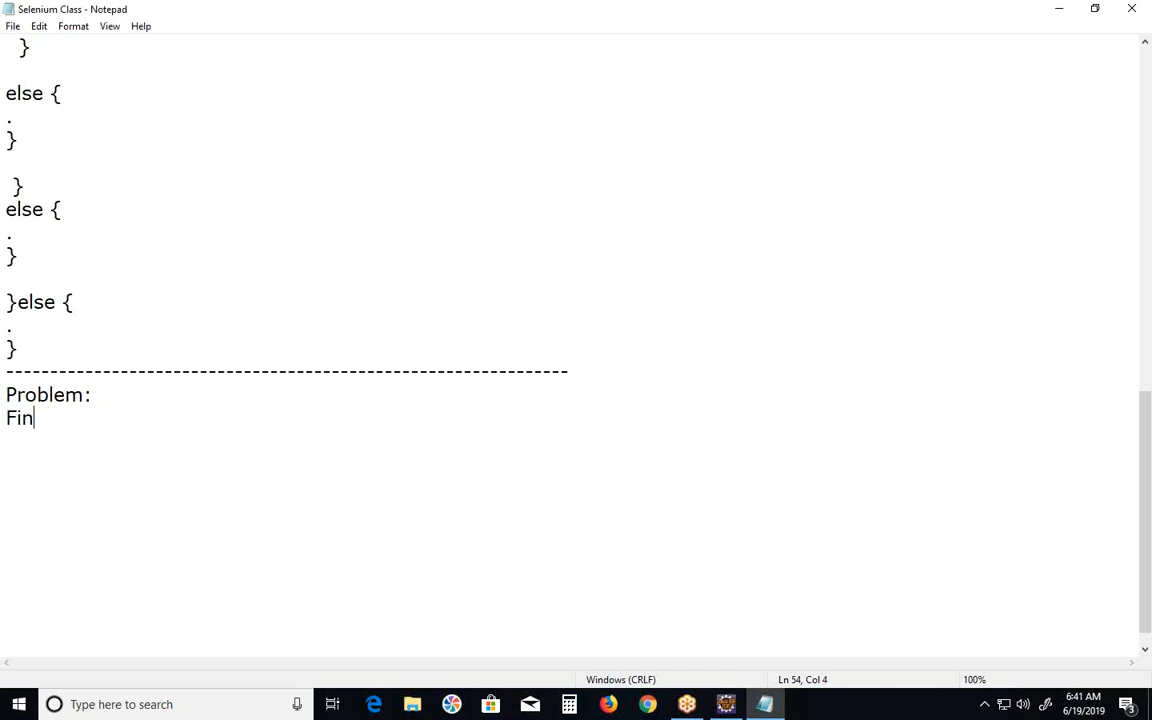 Selenium Class - Notepad
File Edit Format View Help
}
else {
.
}
}
else {
.
}
}else {
.
}
----------------------------------------------------------------
Problem:
Fin
Windows (CRLF) Ln 54, Col 4 100%
Type here to search
6:41 AM
6/19/2019
3